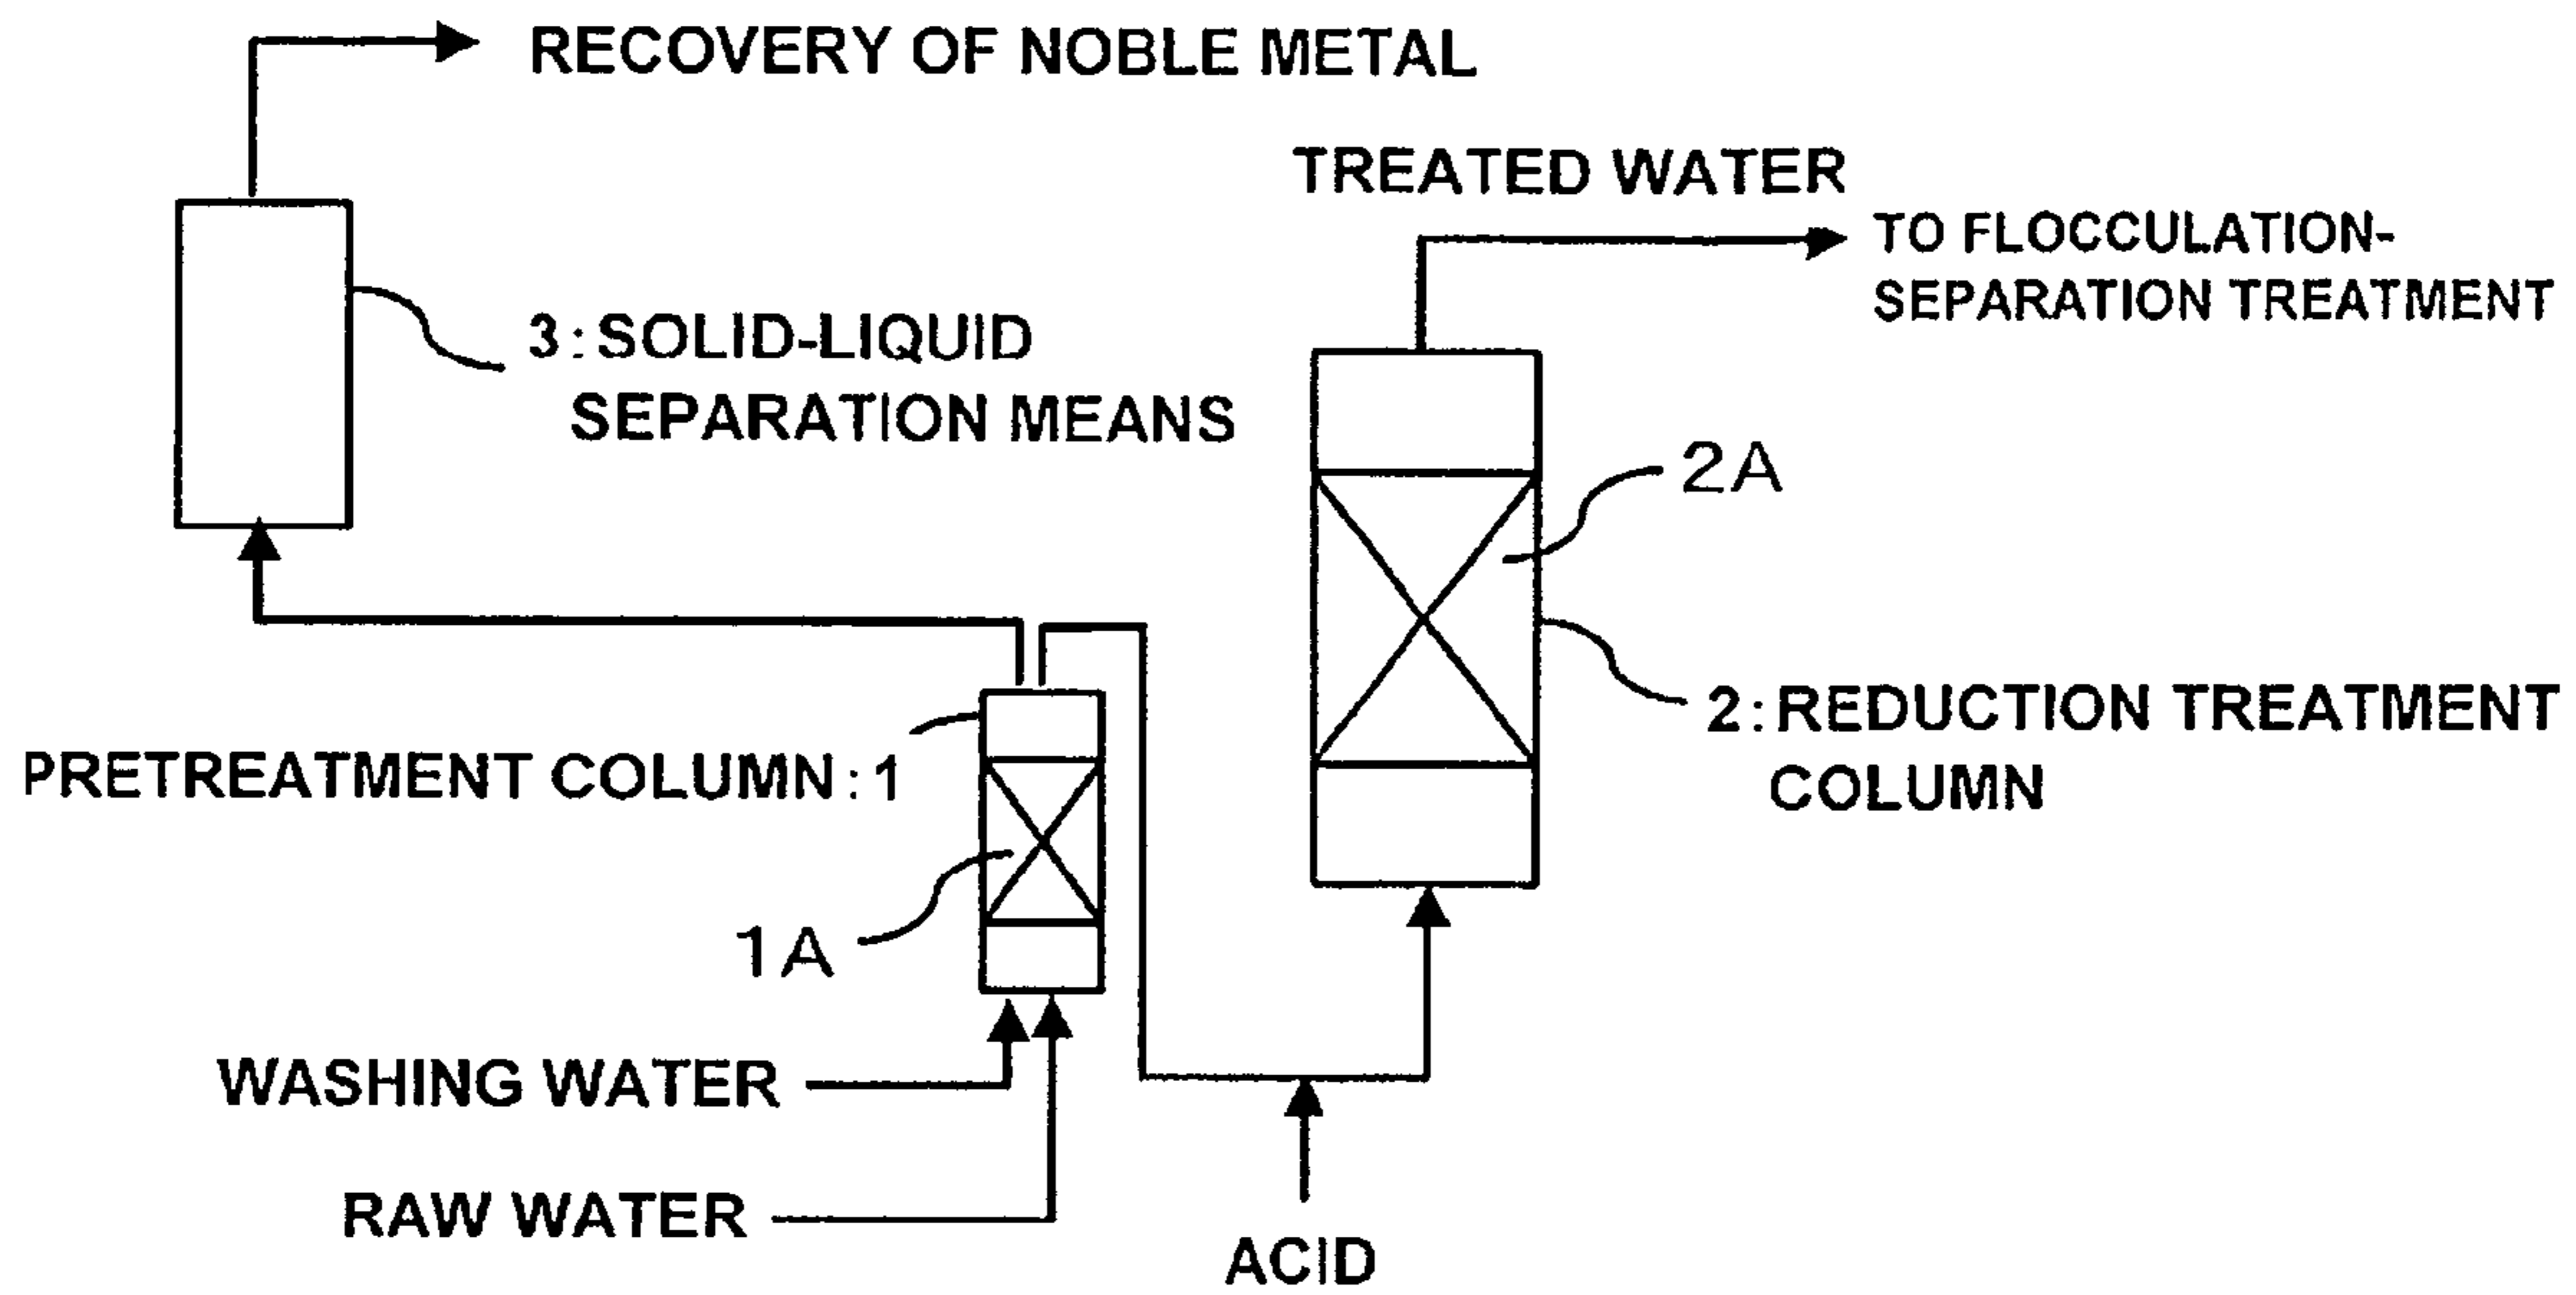 RECOVERY OF NOBLE METAL
TREATED WATER
TO FLOCCULATION-
SEPARATION TREATMENT
3:SOLID-LIQUID
SEPARATION MEANS
2A
2:REDUCTION TREATMENT
COLUMN
PRETREATMENT COLUMN:1
1A
WASHING WATER
RAW WATER
ACID